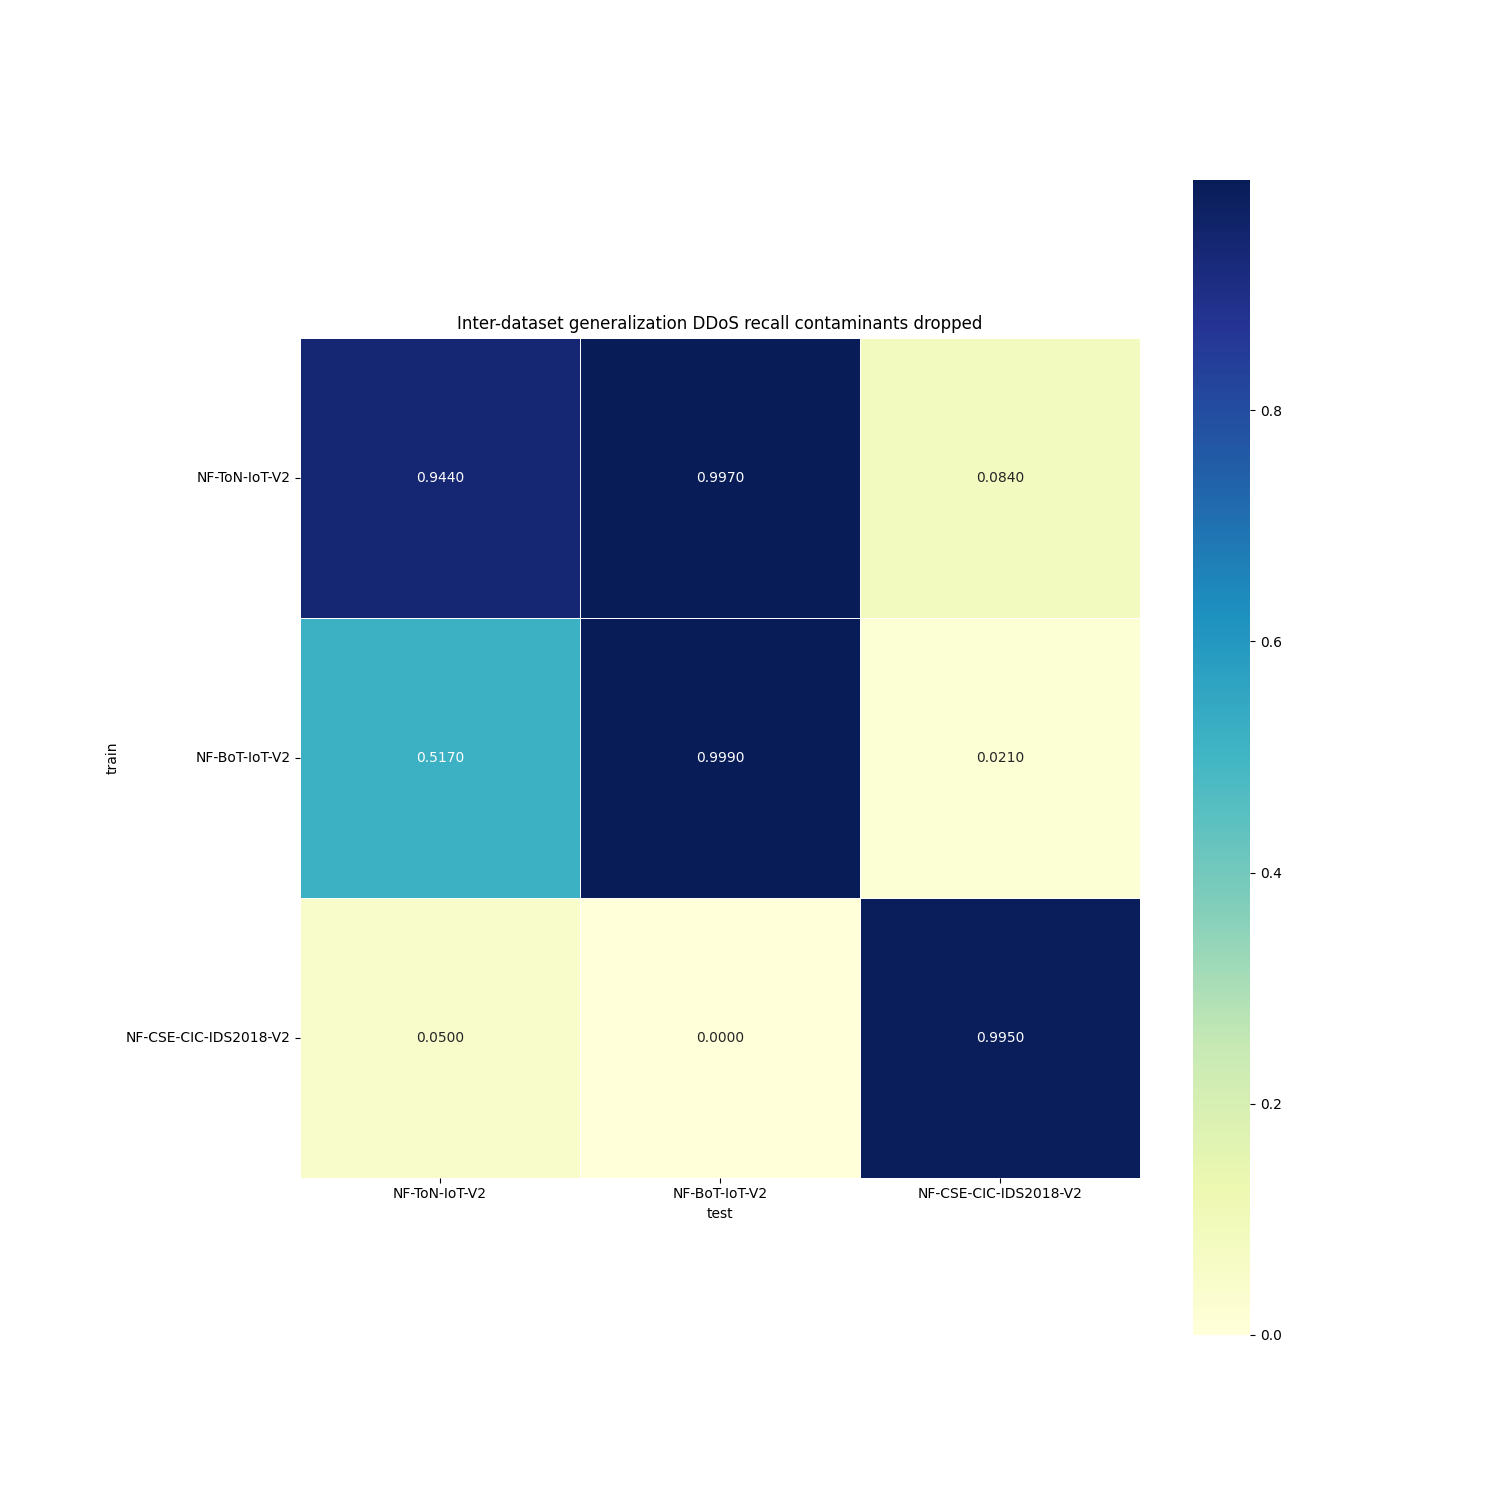 Inter-dataset generalization DDoS recall contaminants dropped
train
NF-ToN-IoT-V2
0.9440 0.9970 0.0840
NF-BoT-IoT-V2
0.5170 0.9990 0.0210
NF-CSE-CIC-IDS2018-V2
0.0500 0.0000 0.9950
NF-ToN-IoT-V2 NF-BoT-IoT-V2 NF-CSE-CIC-IDS2018-V2
test
0.8
0.6
0.4
0.2
0.0